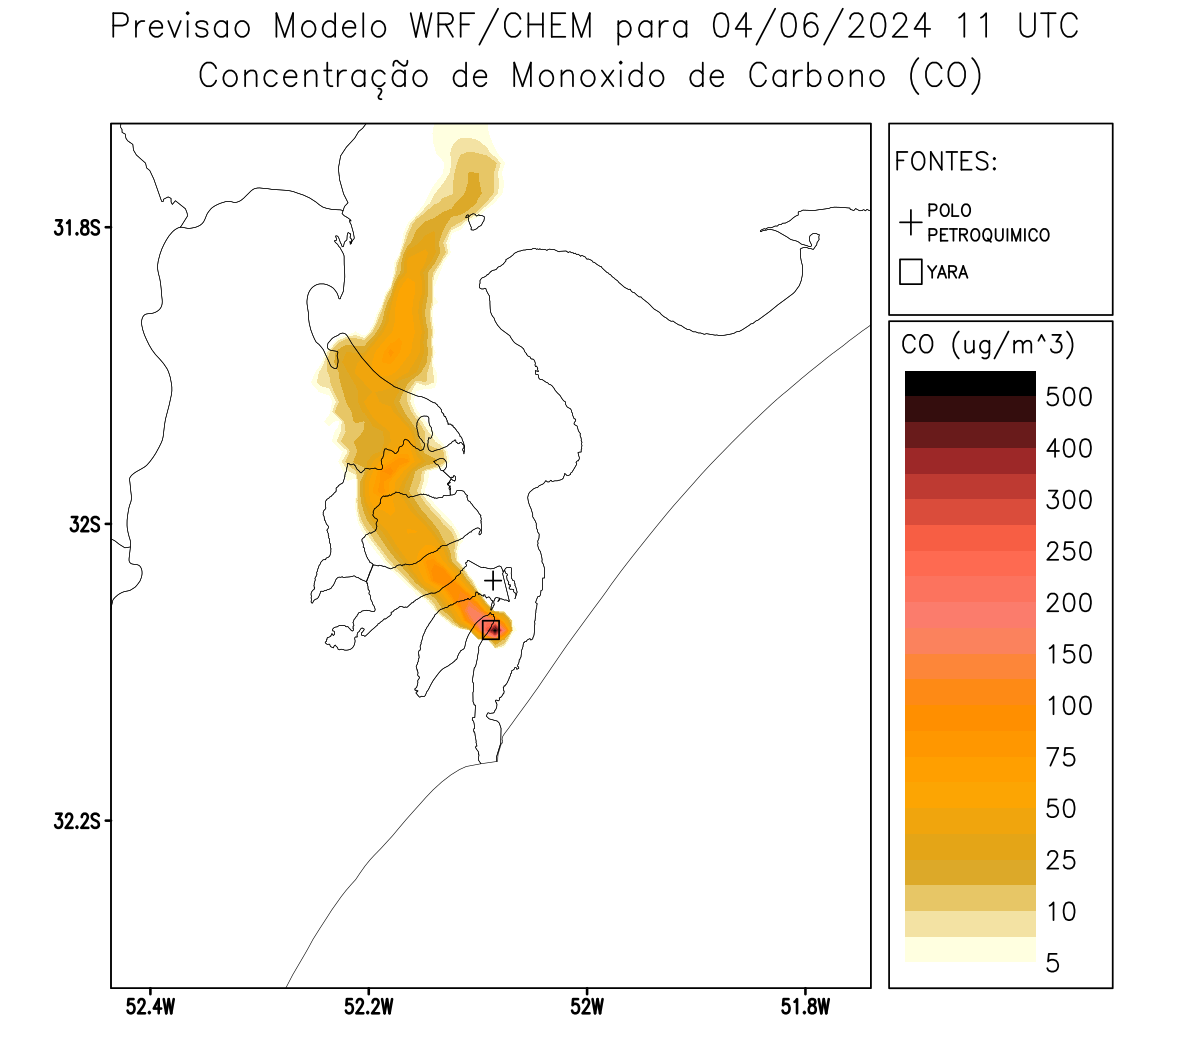 Previsao Modelo WRF/CHEM para 04/06/2024 11 UTC
Concentração de Monoxido de Carbono (CO)
FONTES:
POLO
PETROQUIMICO
YARA
CO (ug/m^3)
500
400
300
250
200
150
100
75
50
25
10
5
31.8S
32S
32.2S
52.4W
52.2W
52W
51.8W